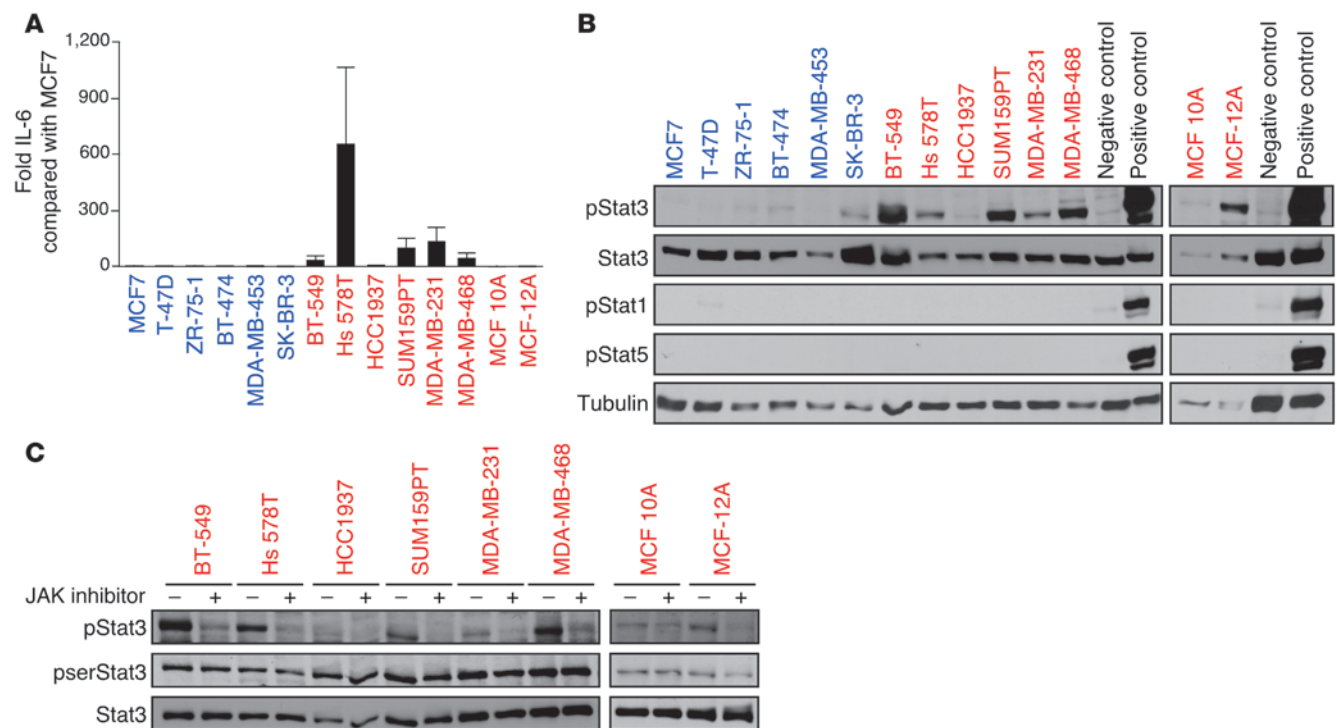 A
Fold IL-6
compared with MCF7
1,200
900
600
300
0
MCF7
T-47D
ZR-75-1
BT-474
MDA-MB-453
SK-BR-3
BT-549
Hs 578T
HCC1937
SUM159PT
MDA-MB-231
MDA-MB-468
MCF 10A
MCF-12A
B
MCF7
T-47D
ZR-75-1
BT-474
MDA-MB-453
SK-BR-3
BT-549
Hs 578T
HCC1937
SUM159PT
MDA-MB-231
MDA-MB-468
Negative control
Positive control
MCF 10A
MCF-12A
Negative control
Positive control
pStat3
Stat3
pStat1
pStat5
Tubulin
C
BT-549
Hs 578T
HCC1937
SUM159PT
MDA-MB-231
MDA-MB-468
MCF 10A
MCF-12A
JAK inhibitor – + – + – + – + – + – + – + – +
pStat3
pserStat3
Stat3